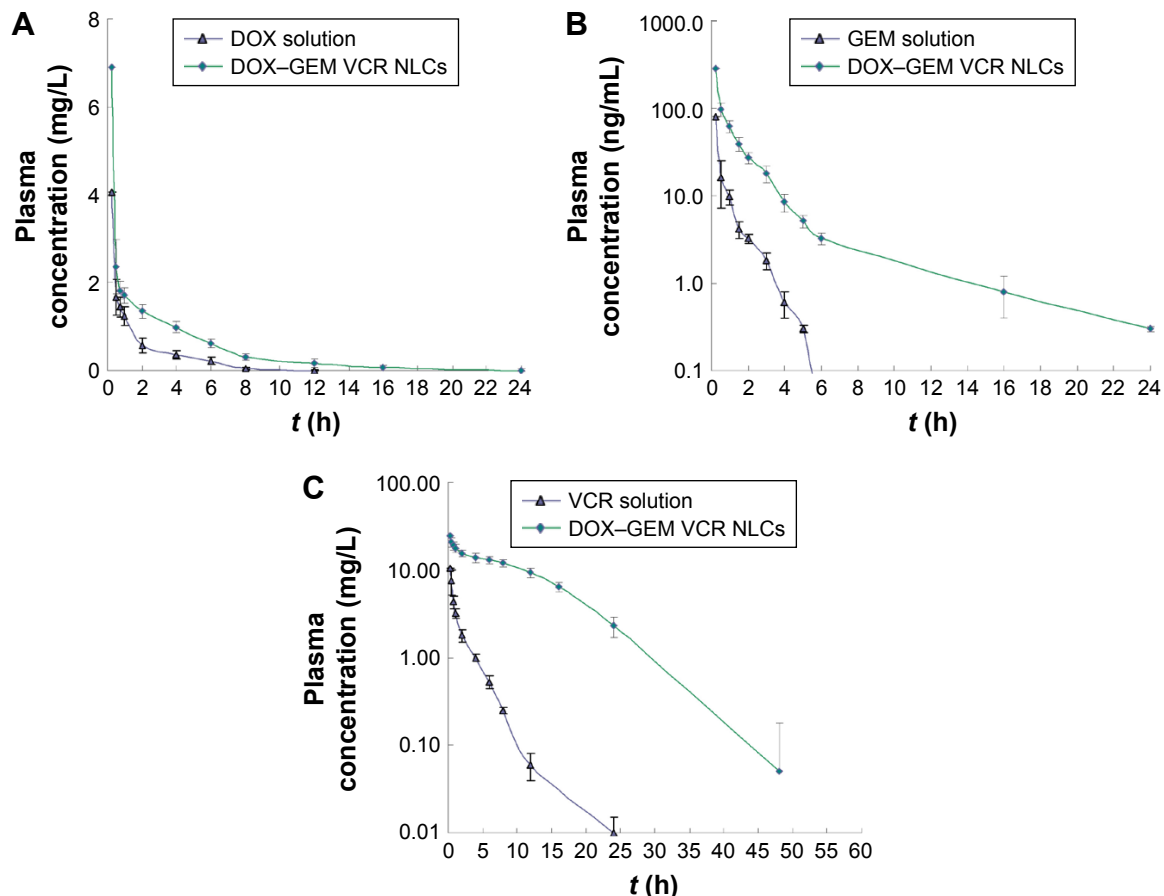 A
DOX solution
DOX–GEM VCR NLCs
Plasma
concentration (mg/L)
8
6
4
2
0
0 2 4 6 8 10 12 14 16 18 20 22 24
t (h)
B
GEM solution
DOX–GEM VCR NLCs
Plasma
concentration (ng/mL)
1000.0
100.0
10.0
1.0
0.1
0 2 4 6 8 10 12 14 16 18 20 22 24
t (h)
C
VCR solution
DOX–GEM VCR NLCs
Plasma
concentration (mg/L)
100.00
10.00
1.00
0.10
0.01
0 5 10 15 20 25 30 35 40 45 50 55 60
t (h)